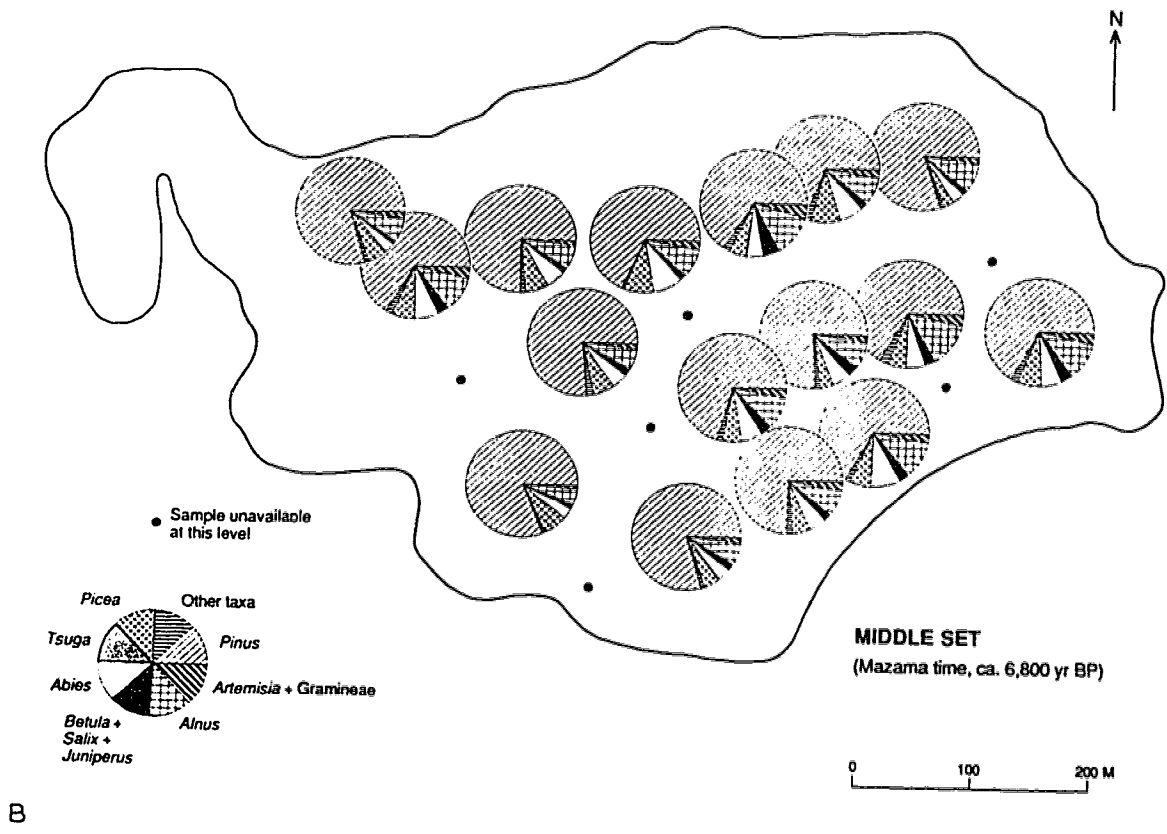 N
● Sample unavailable
at this level
Picea
Other taxa
Tsuga
Pinus
Abies
Artemisia + Gramineae
Betula +
Salix +
Juniperus
Alnus
MIDDLE SET
(Mazama time, ca. 6,800 yr BP)
0 100 200 M
B